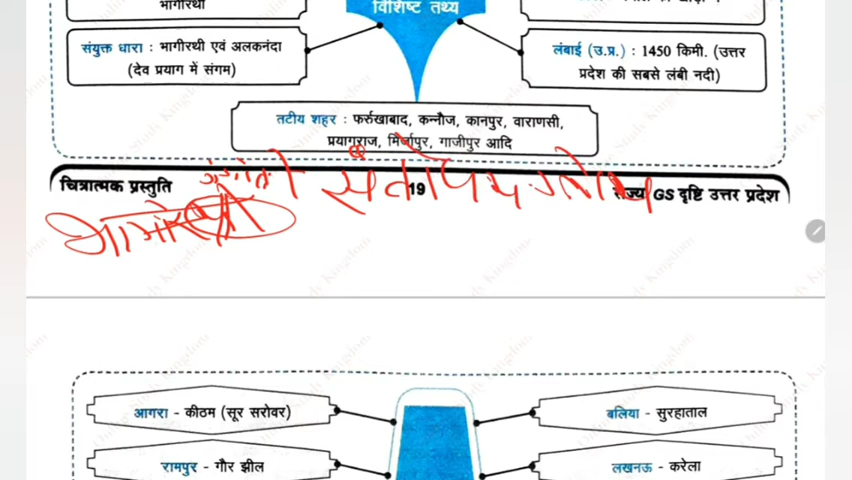 भागीरथी
विशिष्ट तथ्य
संयुक्त धारा : भागीरथी एवं अलकनंदा
(देव प्रयाग में संगम)
लंबाई (उ.प्र.) : 1450 किमी. (उत्तर
प्रदेश की सबसे लंबी नदी)
तटीय शहर : फर्रुखाबाद, कन्नौज, कानपुर, वाराणसी,
प्रयागराज, मिर्जापुर, गाजीपुर आदि
चित्रात्मक प्रस्तुति
19
राज्य GS दृष्टि उत्तर प्रदेश
आगरा - कीठम (सूर सरोवर)
बलिया - सुरहाताल
रामपुर - गौर झील
लखनऊ - करेला